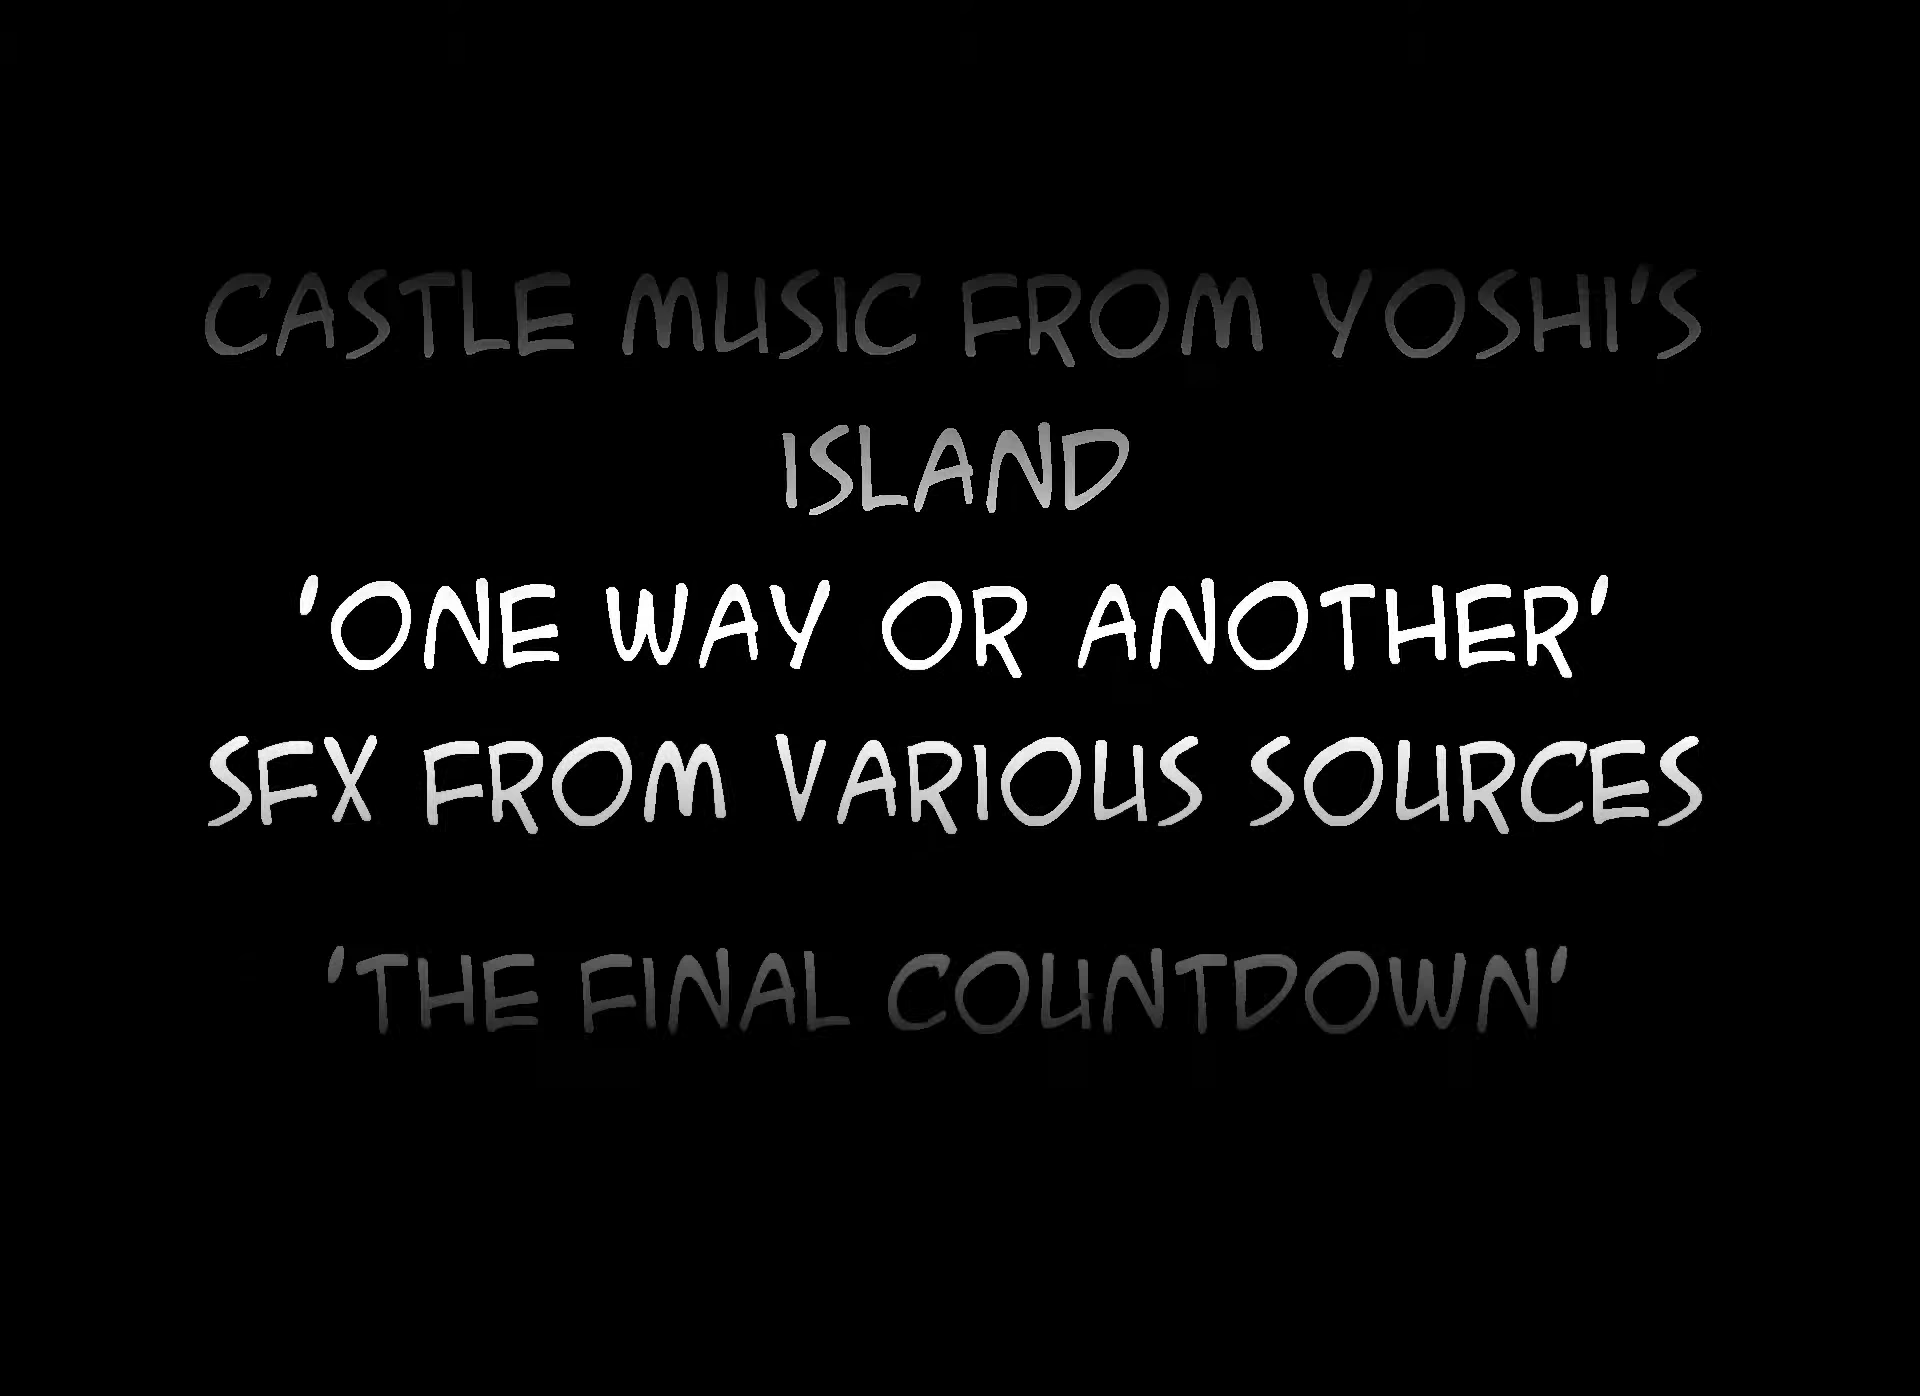 CASTLE MUSIC FROM YOSHI'S
ISLAND
'ONE WAY OR ANOTHER'
SFX FROM VARIOUS SOURCES
'THE FINAL COUNTDOWN'